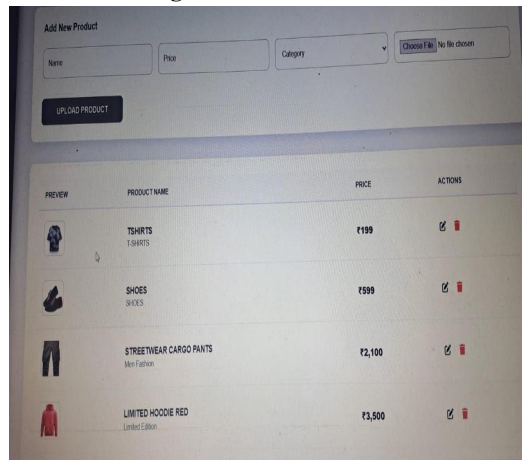 Add New Product
Name Price Category Choose File No file chosen
UPLOAD PRODUCT
PREVIEW PRODUCT NAME PRICE ACTIONS
TSHIRTS ₹199
T-SHIRTS
SHOES ₹599
SHOES
STREETWEAR CARGO PANTS ₹2,100
Men Fashion
LIMITED HOODIE RED ₹3,500
Limited Edition